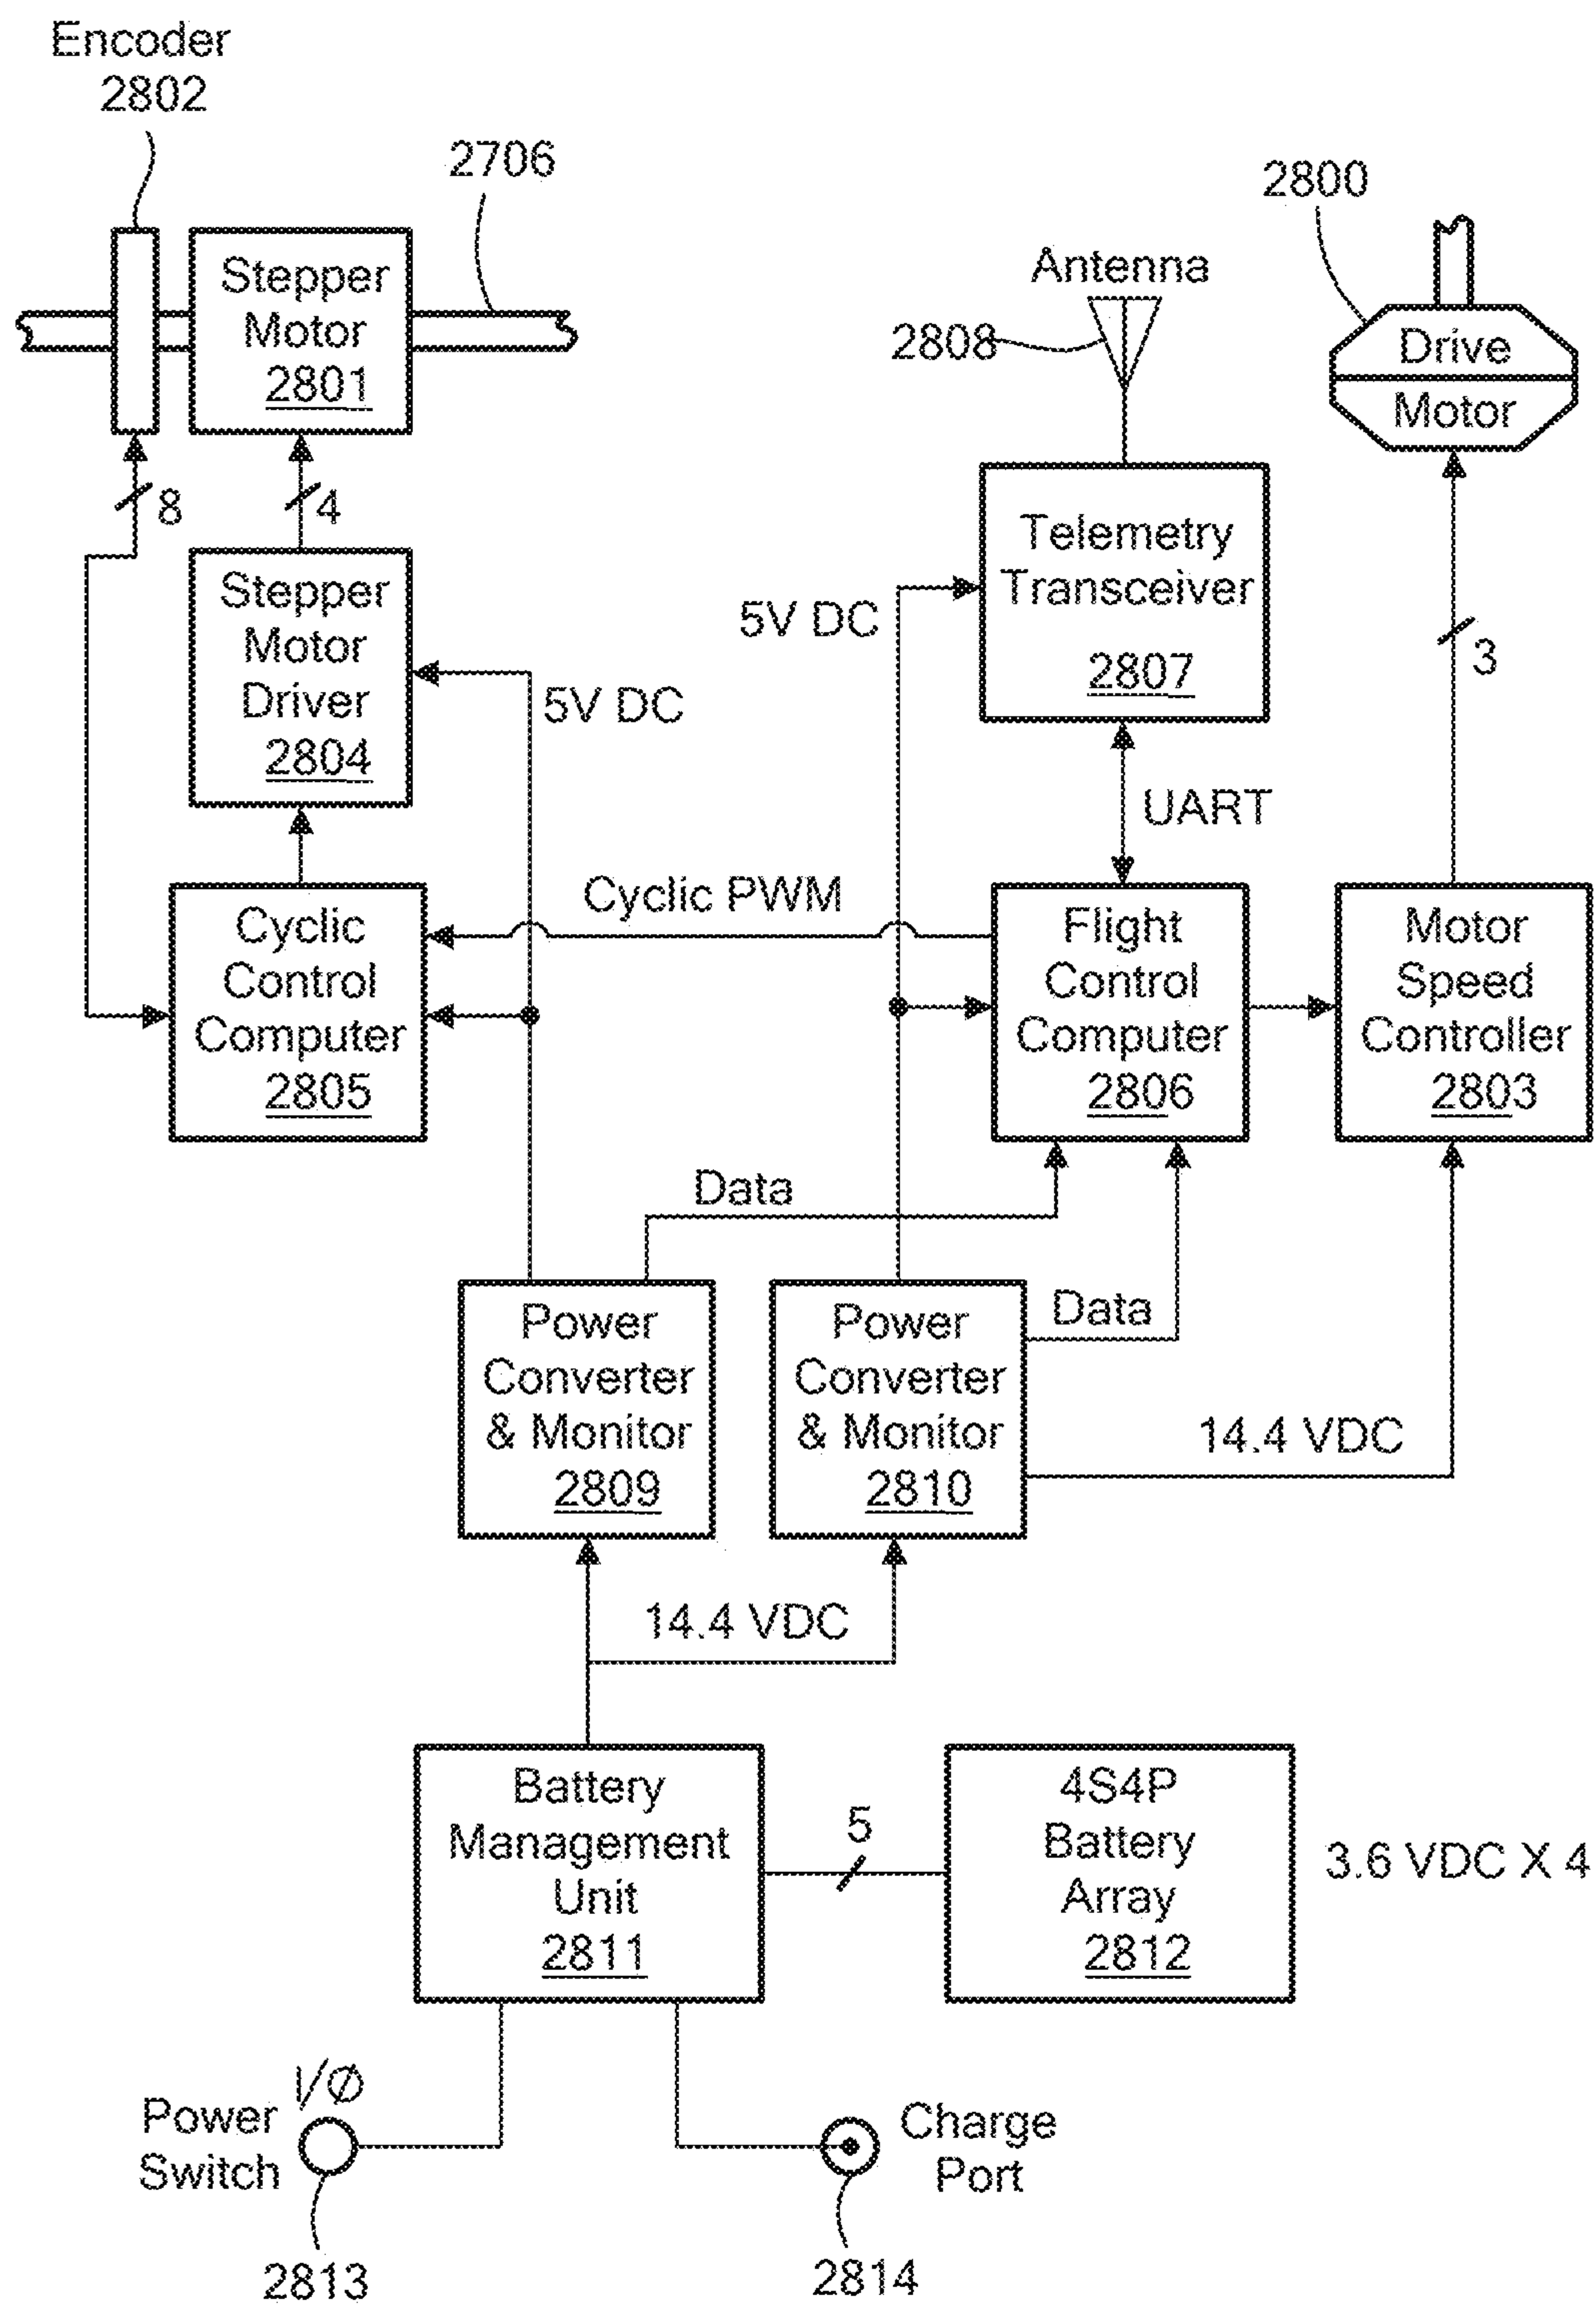 Encoder
2802
2706
2800
Stepper
Motor
2801
Antenna
2808
Drive
Motor
8
4
Stepper
Motor
Driver
2804
5V DC
5V DC
Telemetry
Transceiver
2807
3
UART
Cyclic PWM
Cyclic
Control
Computer
2805
Flight
Control
Computer
2806
Motor
Speed
Controller
2803
Data
Power
Converter
& Monitor
2809
Power
Converter
& Monitor
2810
Data
14.4 VDC
14.4 VDC
Battery
Management
Unit
2811
5
4S4P
Battery
Array
2812
3.6 VDC X 4
I/Ø
Power
Switch
2813
Charge
Port
2814